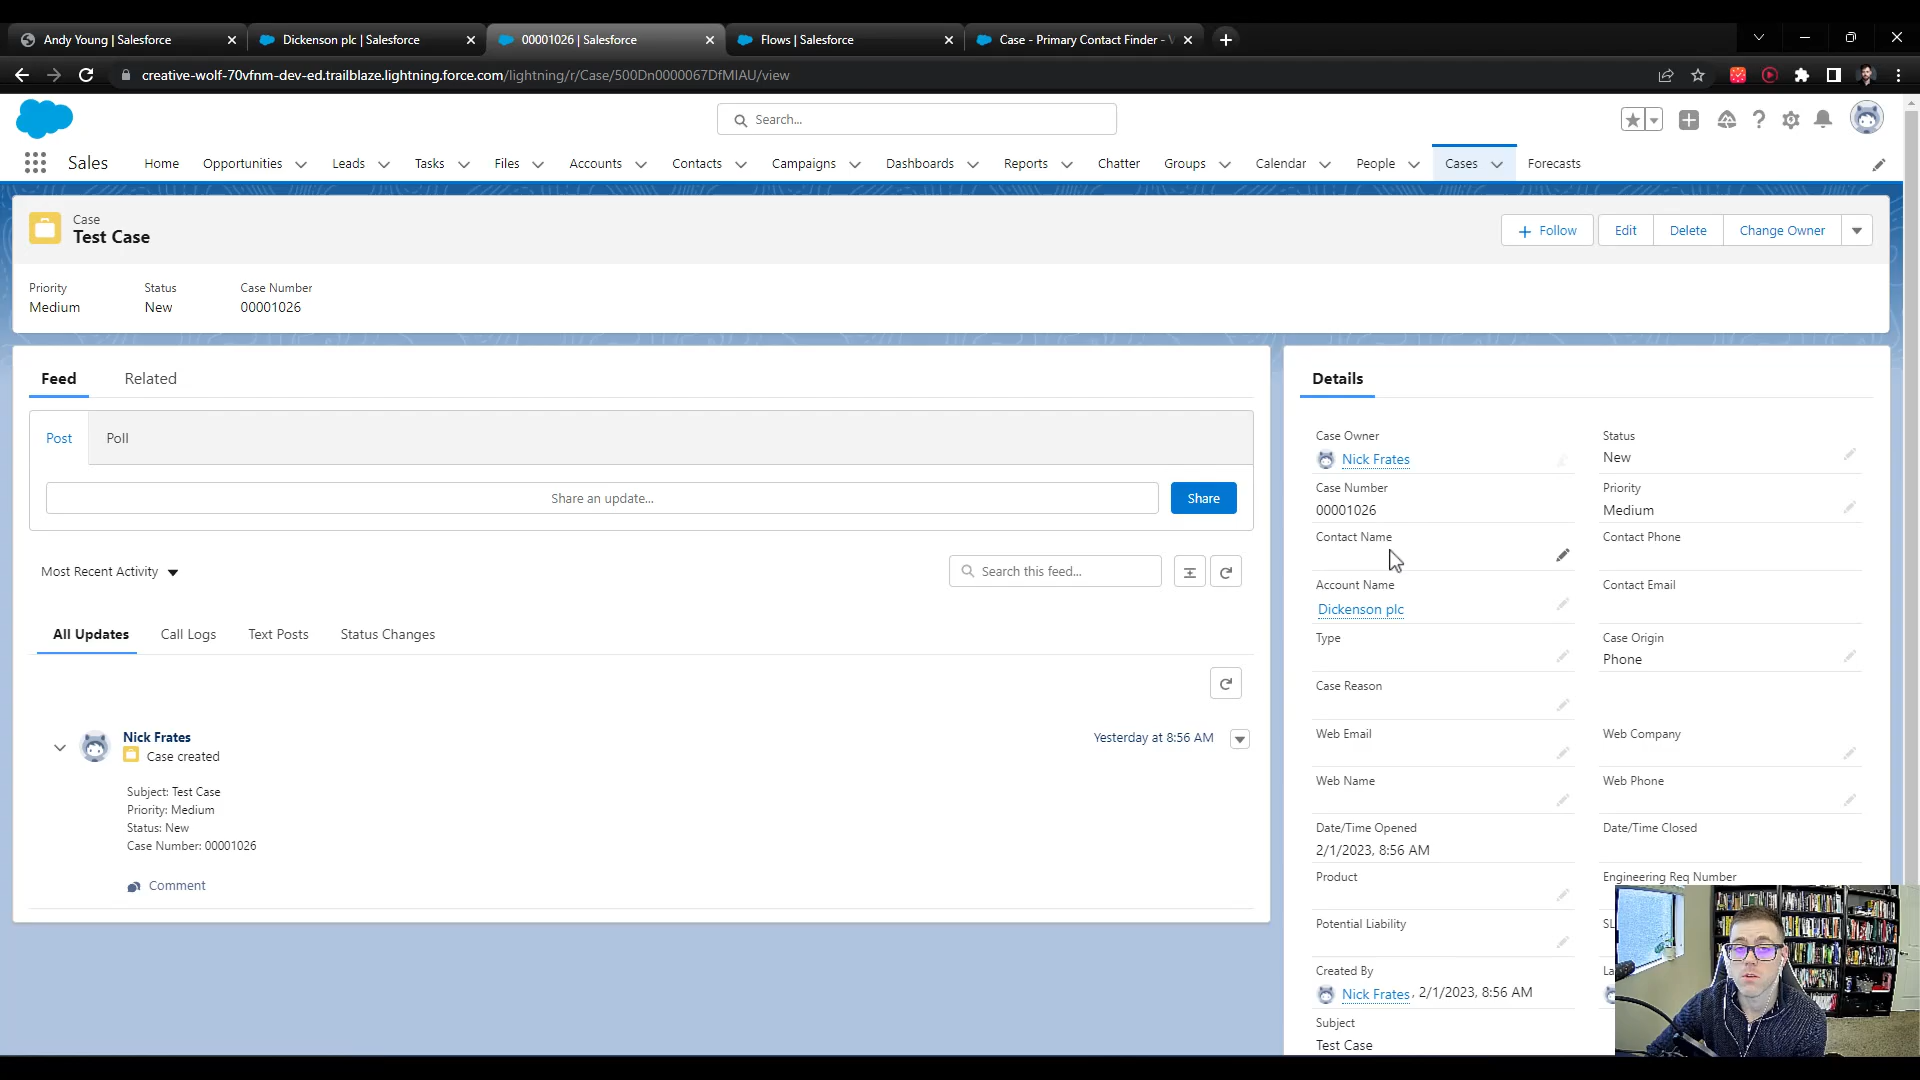 Andy Young | Salesforce
Dickenson plc | Salesforce
00001026 | Salesforce
Flows | Salesforce
Case - Primary Contact Finder -
creative-wolf-70vfnm-dev-ed.trailblaze.lightning.force.com/lightning/r/Case/500Dn0000067DfMIAU/view
Search...
Sales
Home
Opportunities
Leads
Tasks
Files
Accounts
Contacts
Campaigns
Dashboards
Reports
Chatter
Groups
Calendar
People
Cases
Forecasts
Case
Test Case
Follow
Edit
Delete
Change Owner
Priority
Medium
Status
New
Case Number
00001026
Feed
Related
Post
Poll
Share an update...
Share
Most Recent Activity
Search this feed...
All Updates
Call Logs
Text Posts
Status Changes
Nick Frates
Case created
Yesterday at 8:56 AM
Subject: Test Case
Priority: Medium
Status: New
Case Number: 00001026
Comment
Details
Case Owner
Nick Frates
Status
New
Case Number
00001026
Priority
Medium
Contact Name
Contact Phone
Account Name
Dickenson plc
Contact Email
Type
Case Origin
Phone
Case Reason
Web Email
Web Company
Web Name
Web Phone
Date/Time Opened
2/1/2023, 8:56 AM
Date/Time Closed
Product
Engineering Req Number
Potential Liability
SL
Created By
Nick Frates, 2/1/2023, 8:56 AM
La
Subject
Test Case